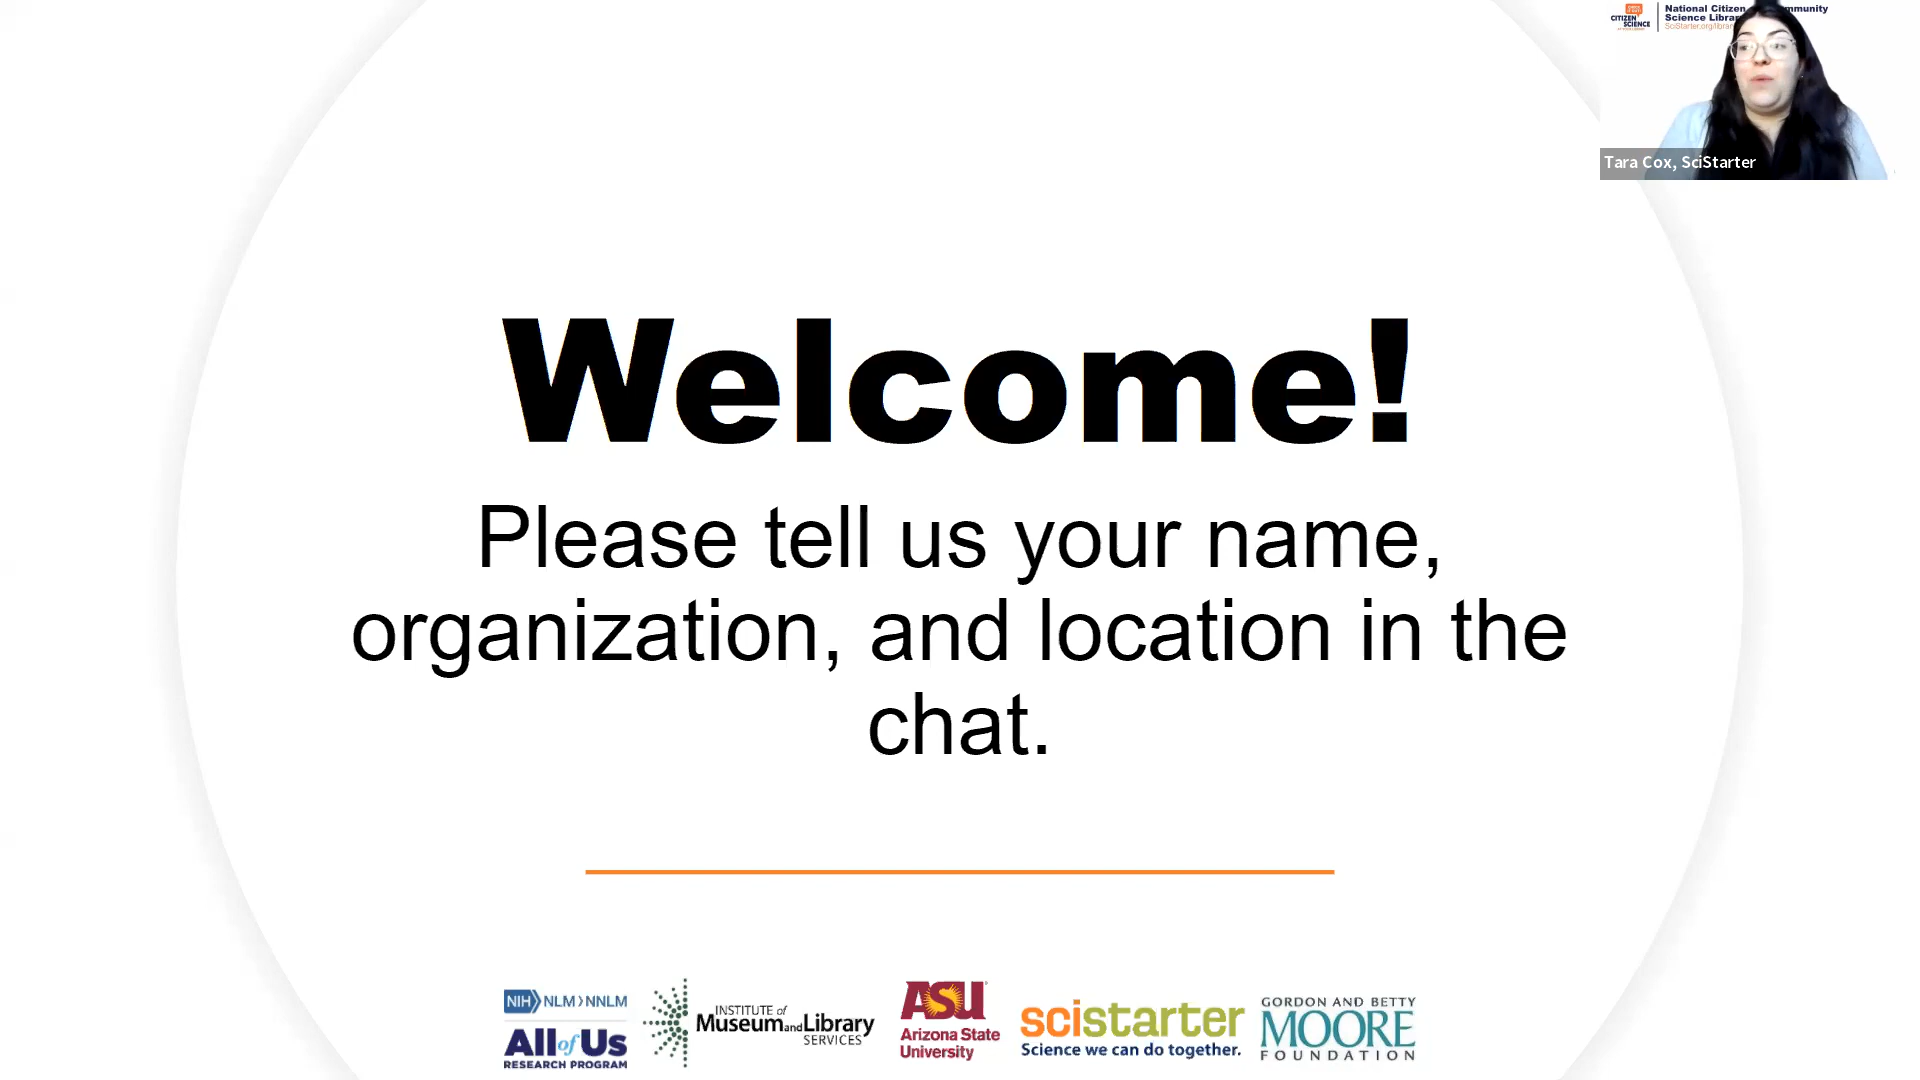 National Citizen
Science
SciStarter.org/
CITIZEN
SCIENCE
Tara Cox, SciStarter
Welcome!
Please tell us your name,
organization, and location in the
chat.
NIH NLM NNLM
All of Us
RESEARCH PROGRAM
INSTITUTE of
Museum and Library
SERVICES
ASU
Arizona State
University
scistarter
Science we can do together.
GORDON AND BETTY
MOORE
FOUNDATION